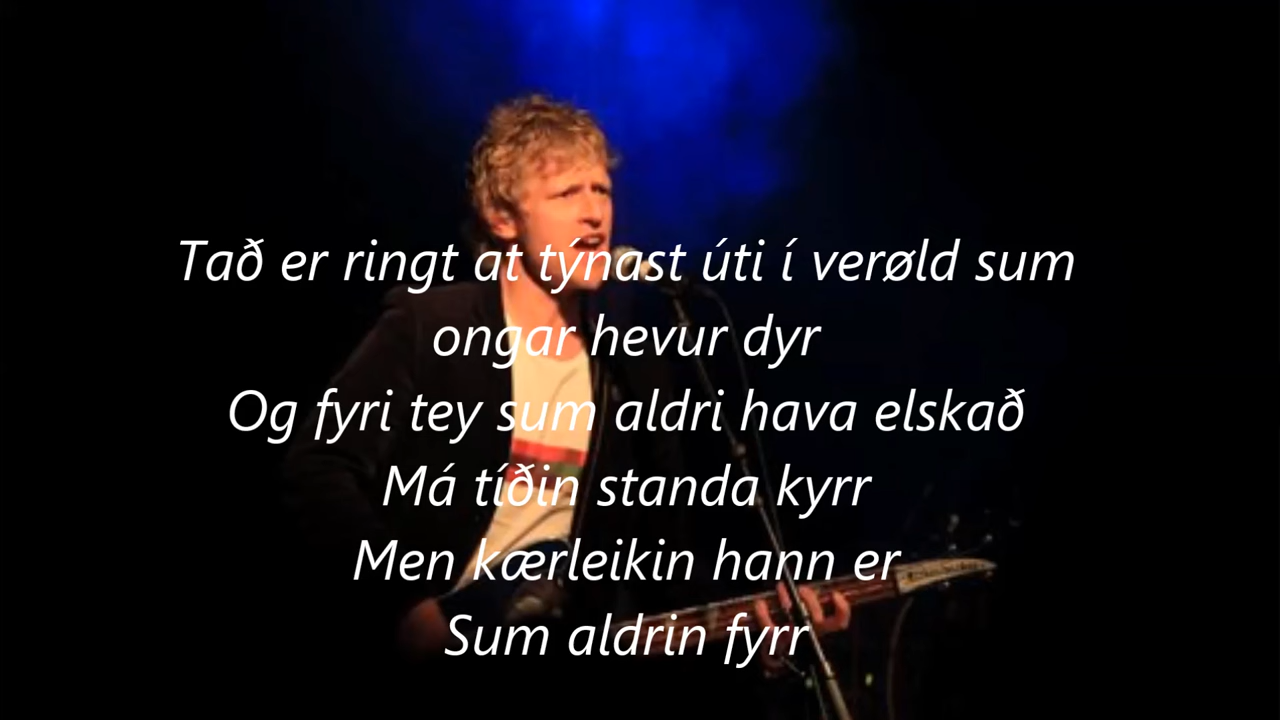 Tað er ringt at týnast úti í verøld sum
ongar hevur dyr
Og fyri tey sum aldri hava elskað
Má tíðin standa kyrr
Men kærleikin hann er
Sum aldrin fyrr